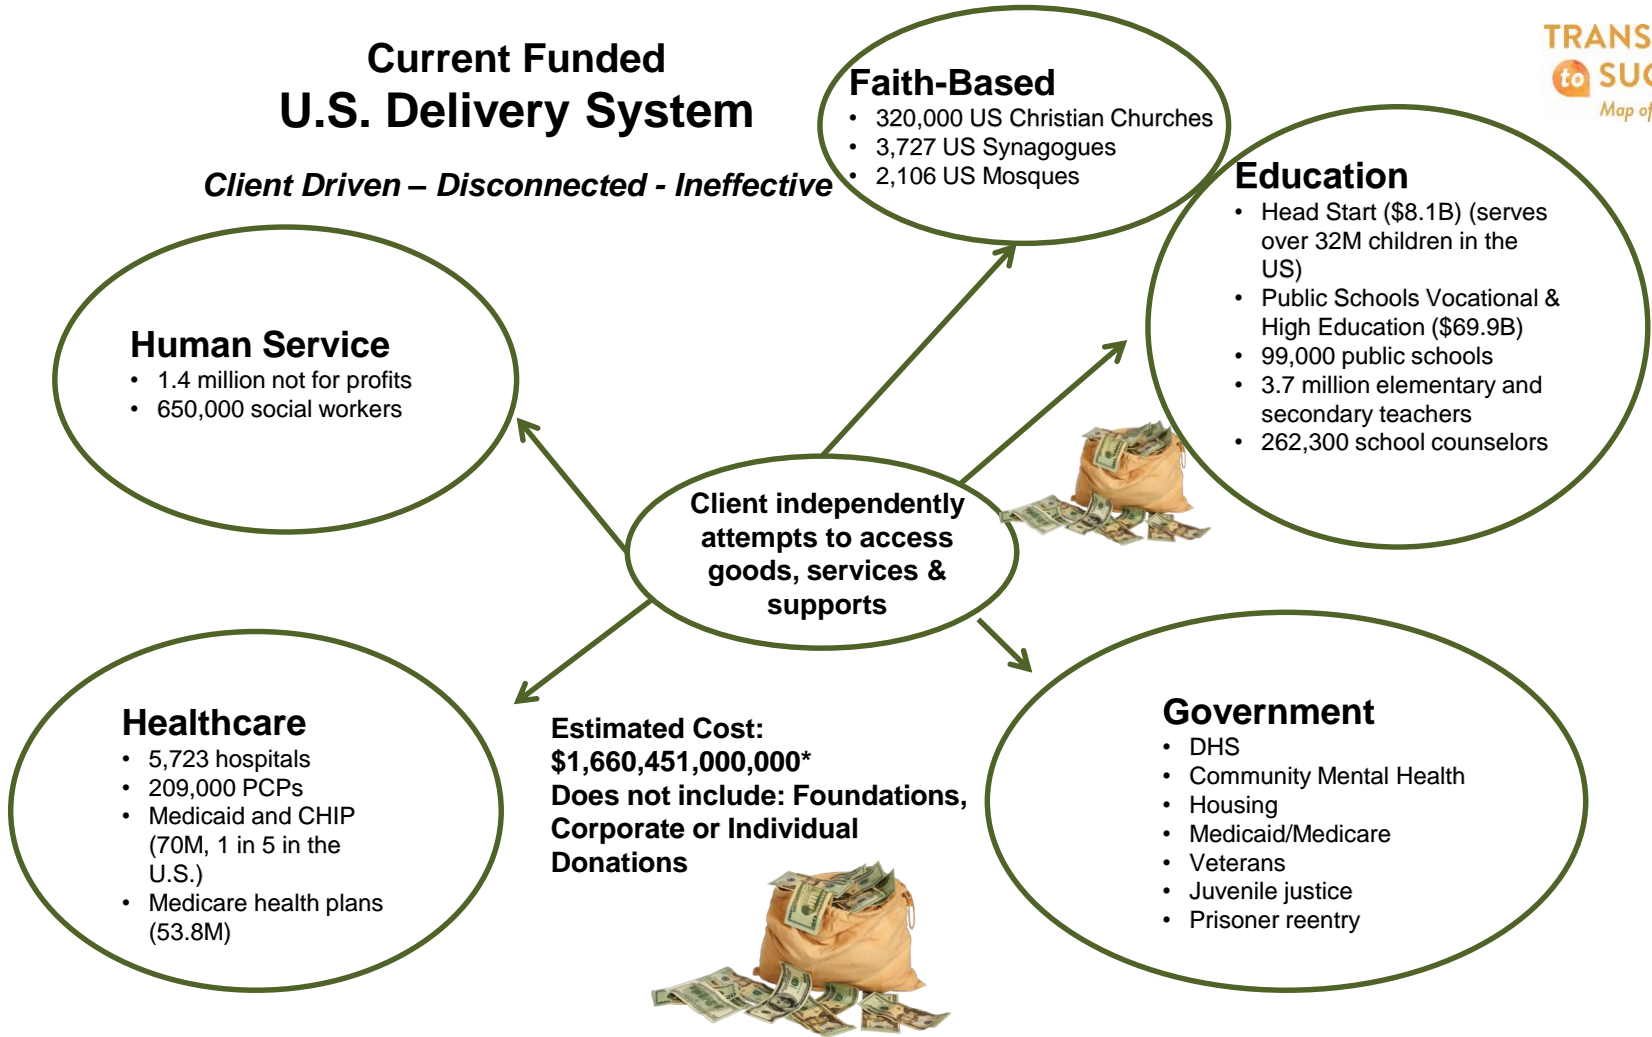 Current Funded
U.S. Delivery System
Client Driven – Disconnected - Ineffective
TRANS
to SUC
Map of
Faith-Based
• 320,000 US Christian Churches
• 3,727 US Synagogues
• 2,106 US Mosques
Education
• Head Start ($8.1B) (serves
over 32M children in the
US)
• Public Schools Vocational &
High Education ($69.9B)
• 99,000 public schools
• 3.7 million elementary and
secondary teachers
• 262,300 school counselors
Human Service
• 1.4 million not for profits
• 650,000 social workers
Client independently
attempts to access
goods, services &
supports
Healthcare
• 5,723 hospitals
• 209,000 PCPs
• Medicaid and CHIP
(70M, 1 in 5 in the
U.S.)
• Medicare health plans
(53.8M)
Estimated Cost:
$1,660,451,000,000*
Does not include: Foundations,
Corporate or Individual
Donations
Government
• DHS
• Community Mental Health
• Housing
• Medicaid/Medicare
• Veterans
• Juvenile justice
• Prisoner reentry